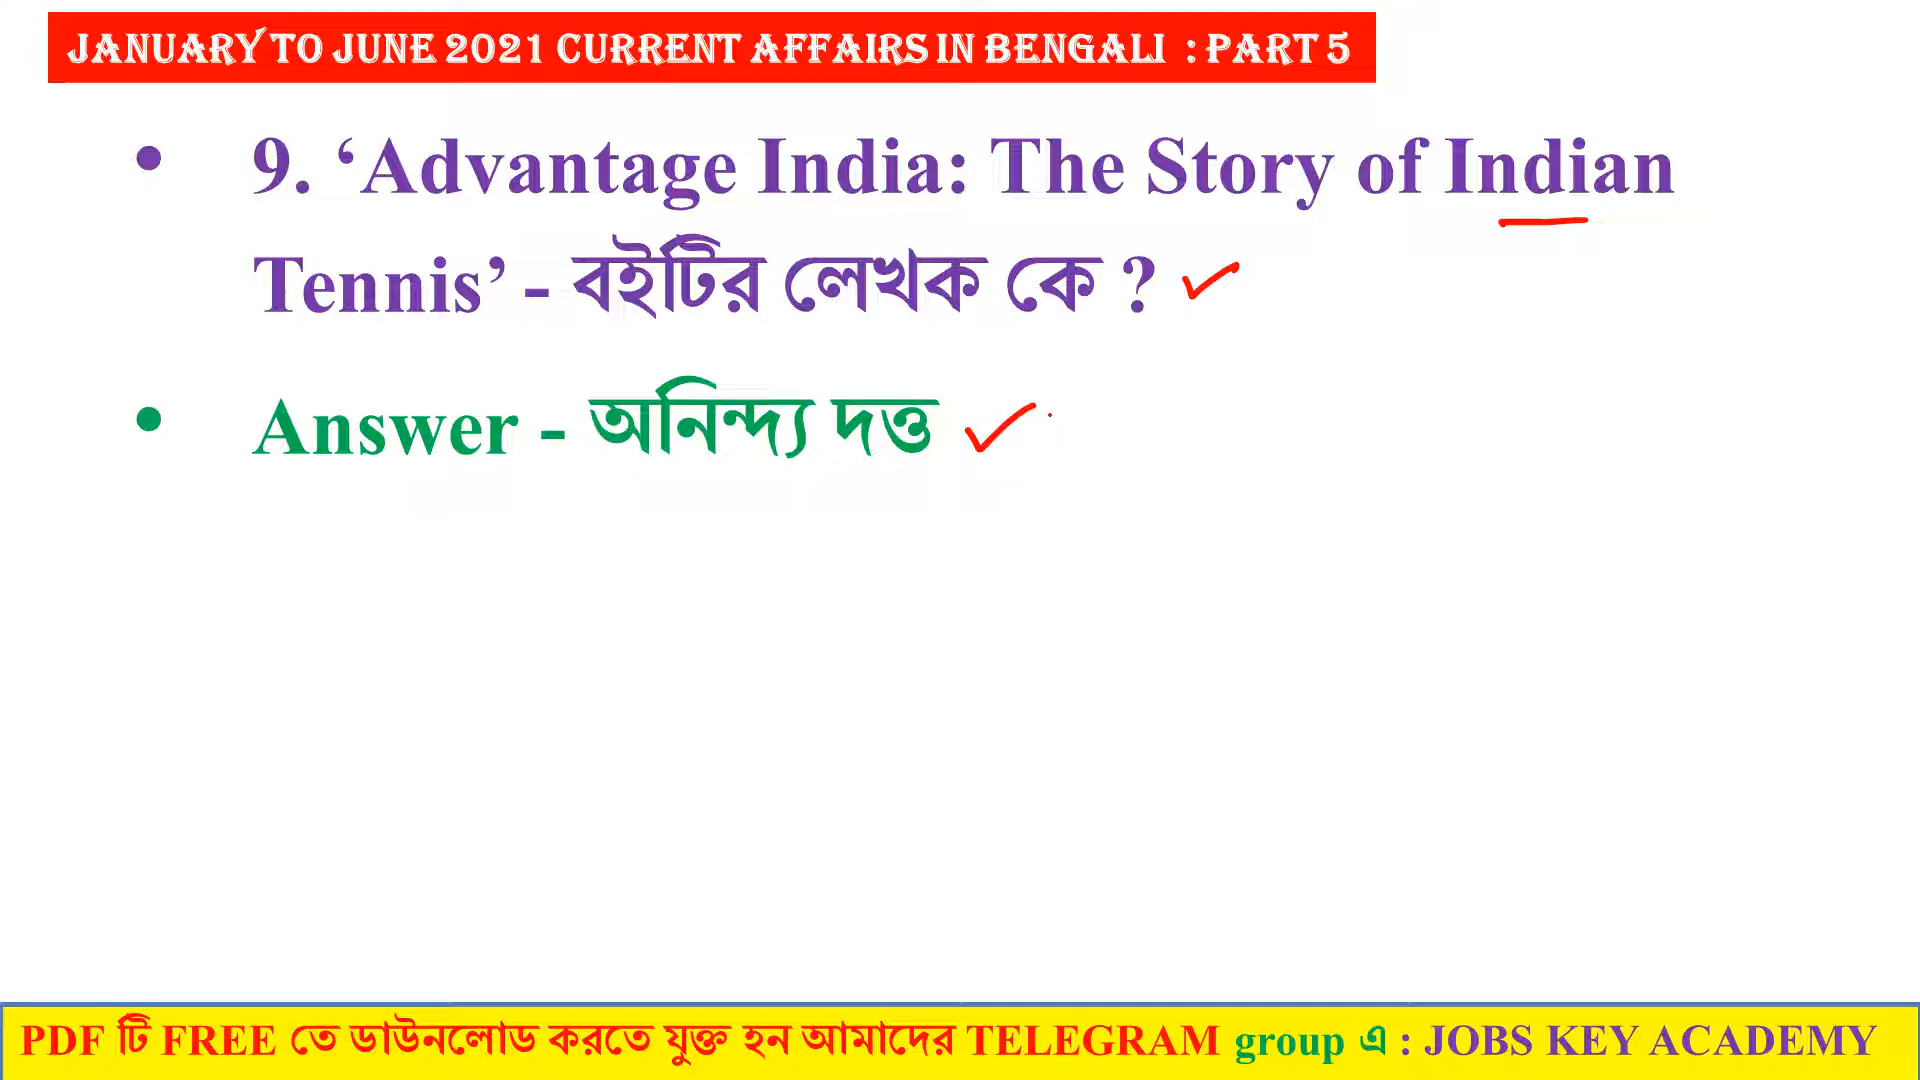 JANUARY TO JUNE 2021 CURRENT AFFAIRS IN BENGALI : PART 5
• 9. ‘Advantage India: The Story of Indian
Tennis’ - বইটির লেখক কে ?
• Answer - অনিন্দ্য দত্ত
PDF টি FREE তে ডাউনলোড করতে যুক্ত হন আমাদের TELEGRAM group এ : JOBS KEY ACADEMY